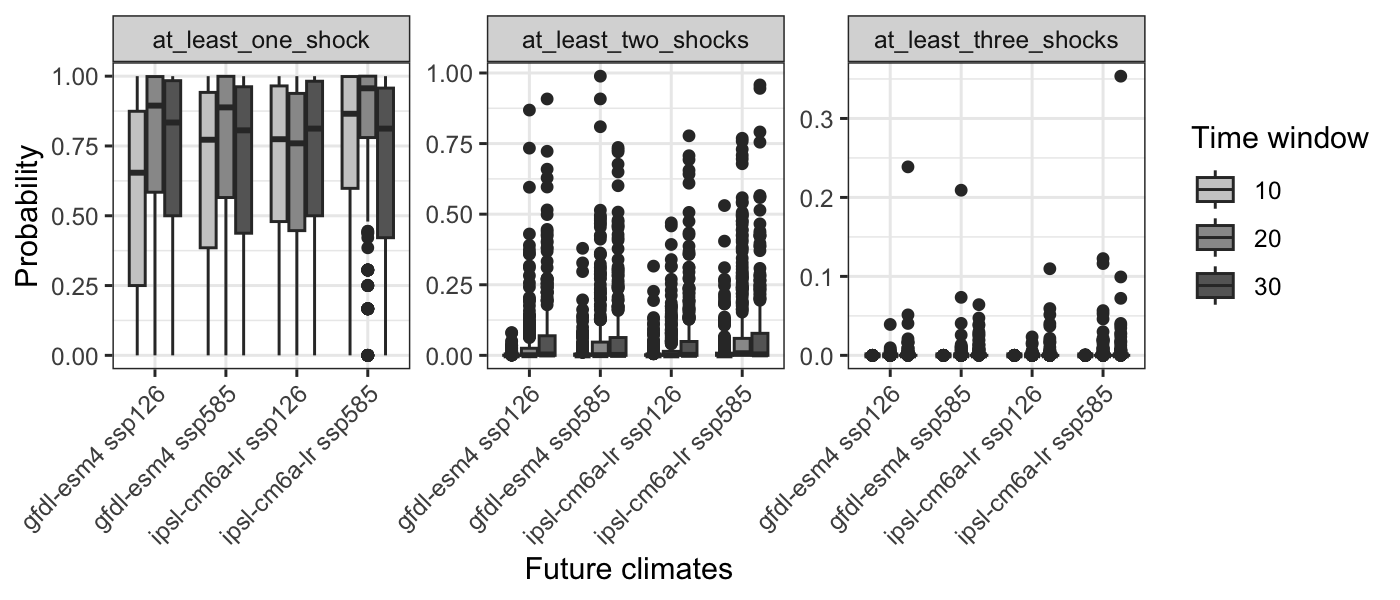 at_least_one_shock
at_least_two_shocks
at_least_three_shocks
Probability
1.00
0.75
0.50
0.25
0.00
1.00
0.75
0.50
0.25
0.00
0.3
0.2
0.1
0.0
gfdl-esm4 ssp126
gfdl-esm4 ssp585
ipsl-cm6a-lr ssp126
ipsl-cm6a-lr ssp585
gfdl-esm4 ssp126
gfdl-esm4 ssp585
ipsl-cm6a-lr ssp126
ipsl-cm6a-lr ssp585
gfdl-esm4 ssp126
gfdl-esm4 ssp585
ipsl-cm6a-lr ssp126
ipsl-cm6a-lr ssp585
Future climates
Time window
10
20
30